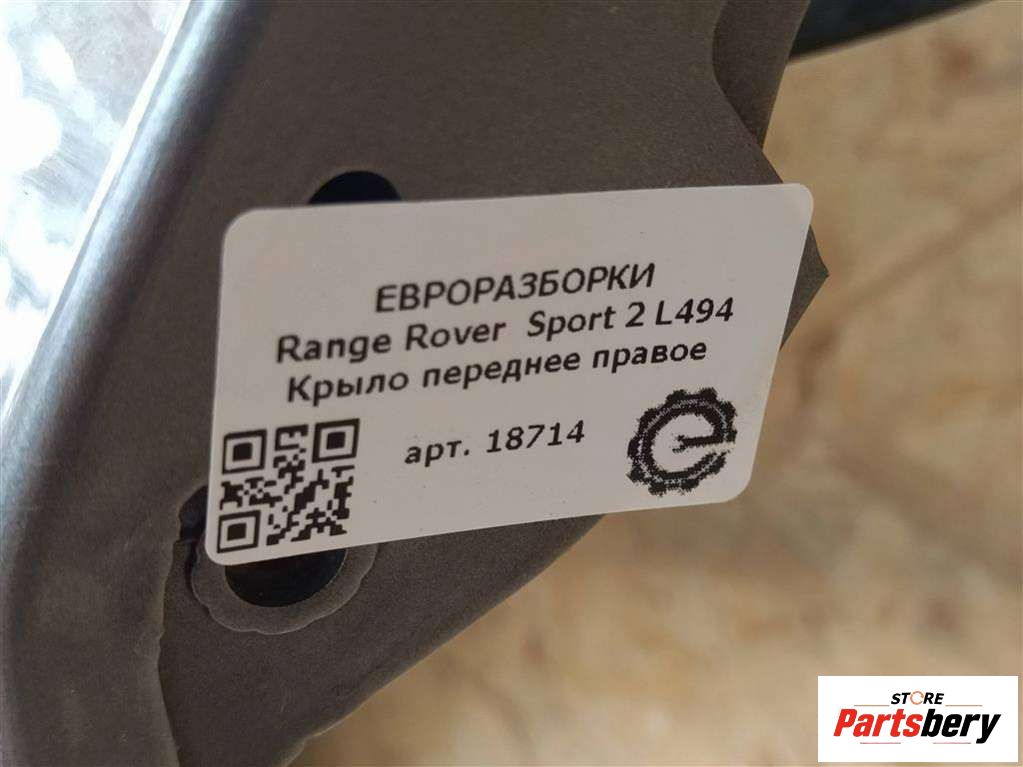 ЕВРОРАЗБОРКИ
Range Rover Sport 2 L494
Крыло переднее правое
арт. 18714
STORE
Partsbery